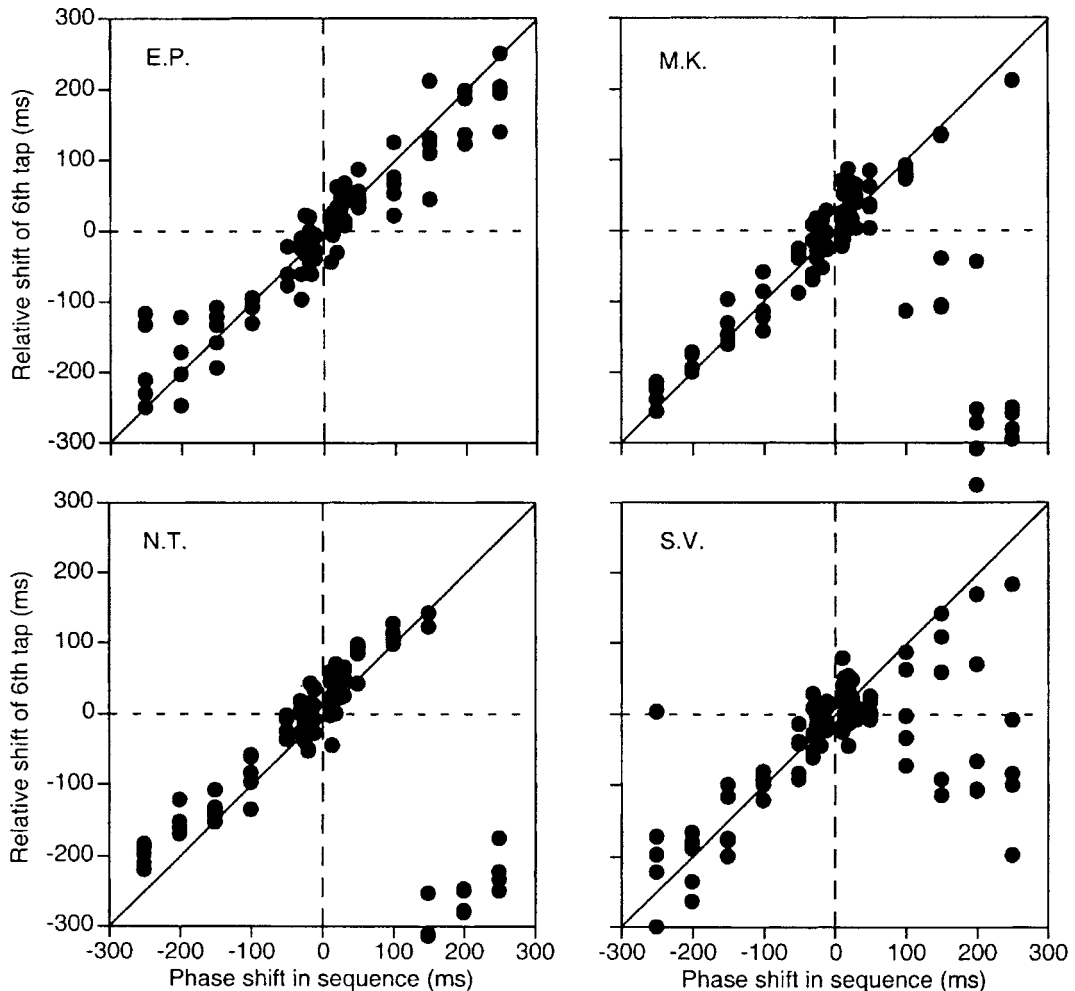 300
200
100
0
-100
-200
-300
Relative shift of 6th tap (ms)
E.P.
M.K.
300
200
100
0
-100
-200
-300
Relative shift of 6th tap (ms)
N.T.
S.V.
-300 -200 -100 0 100 200 300
Phase shift in sequence (ms)
-300 -200 -100 0 100 200 300
Phase shift in sequence (ms)